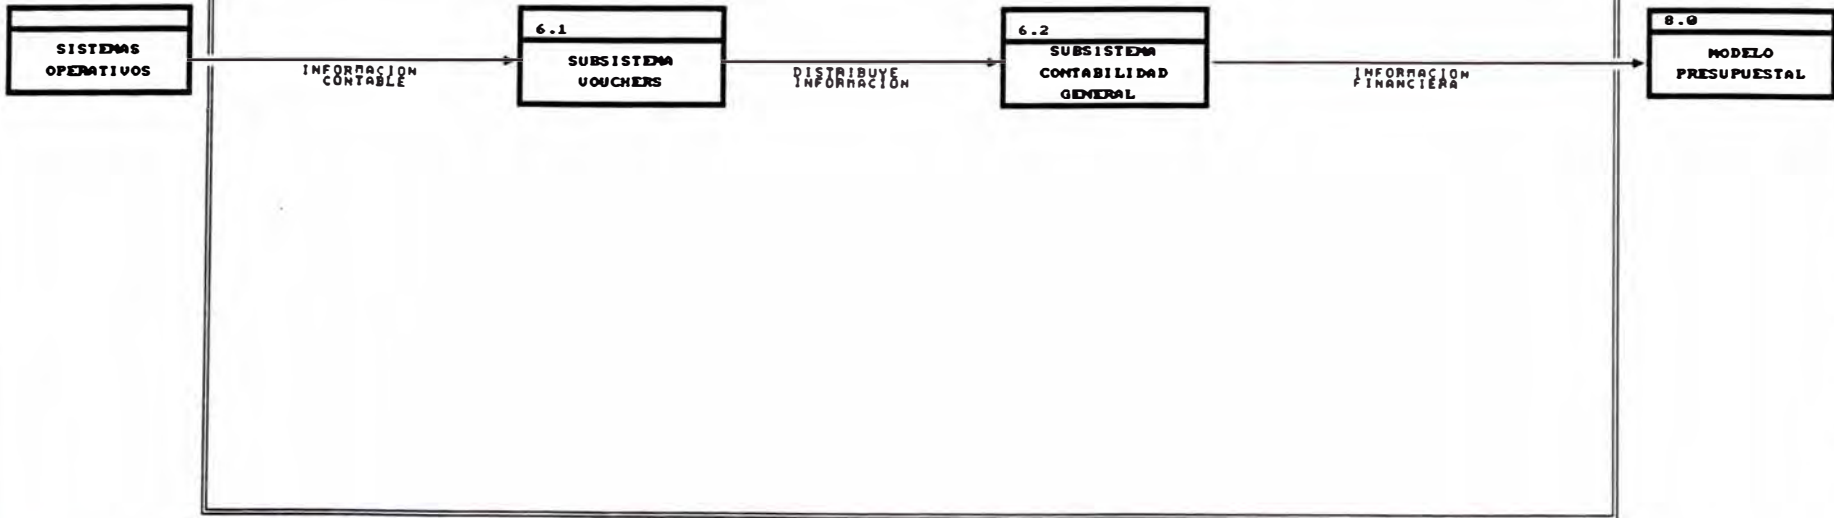 SISTEMAS
OPERATIVOS
INFORMACION
CONTABLE
6.1
SUBSISTEMA
VOUCHERS
DISTRIBUYE
INFORMACION
6.2
SUBSISTEMA
CONTABILIDAD
GENERAL
INFORMACION
FINANCIERA
8.0
MODELO
PRESUPUESTAL